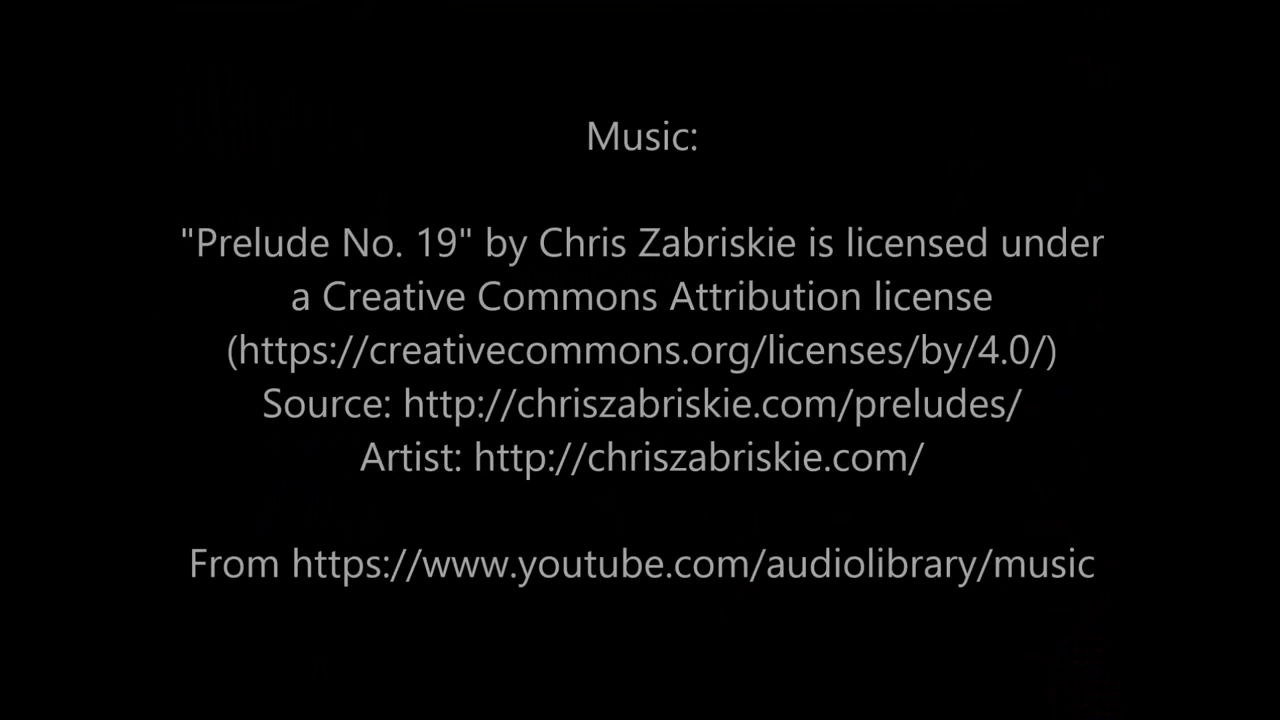 Music:
"Prelude No. 19" by Chris Zabriskie is licensed under
a Creative Commons Attribution license
(https://creativecommons.org/licenses/by/4.0/)
Source: http://chriszabriskie.com/preludes/
Artist: http://chriszabriskie.com/
From https://www.youtube.com/audiolibrary/music